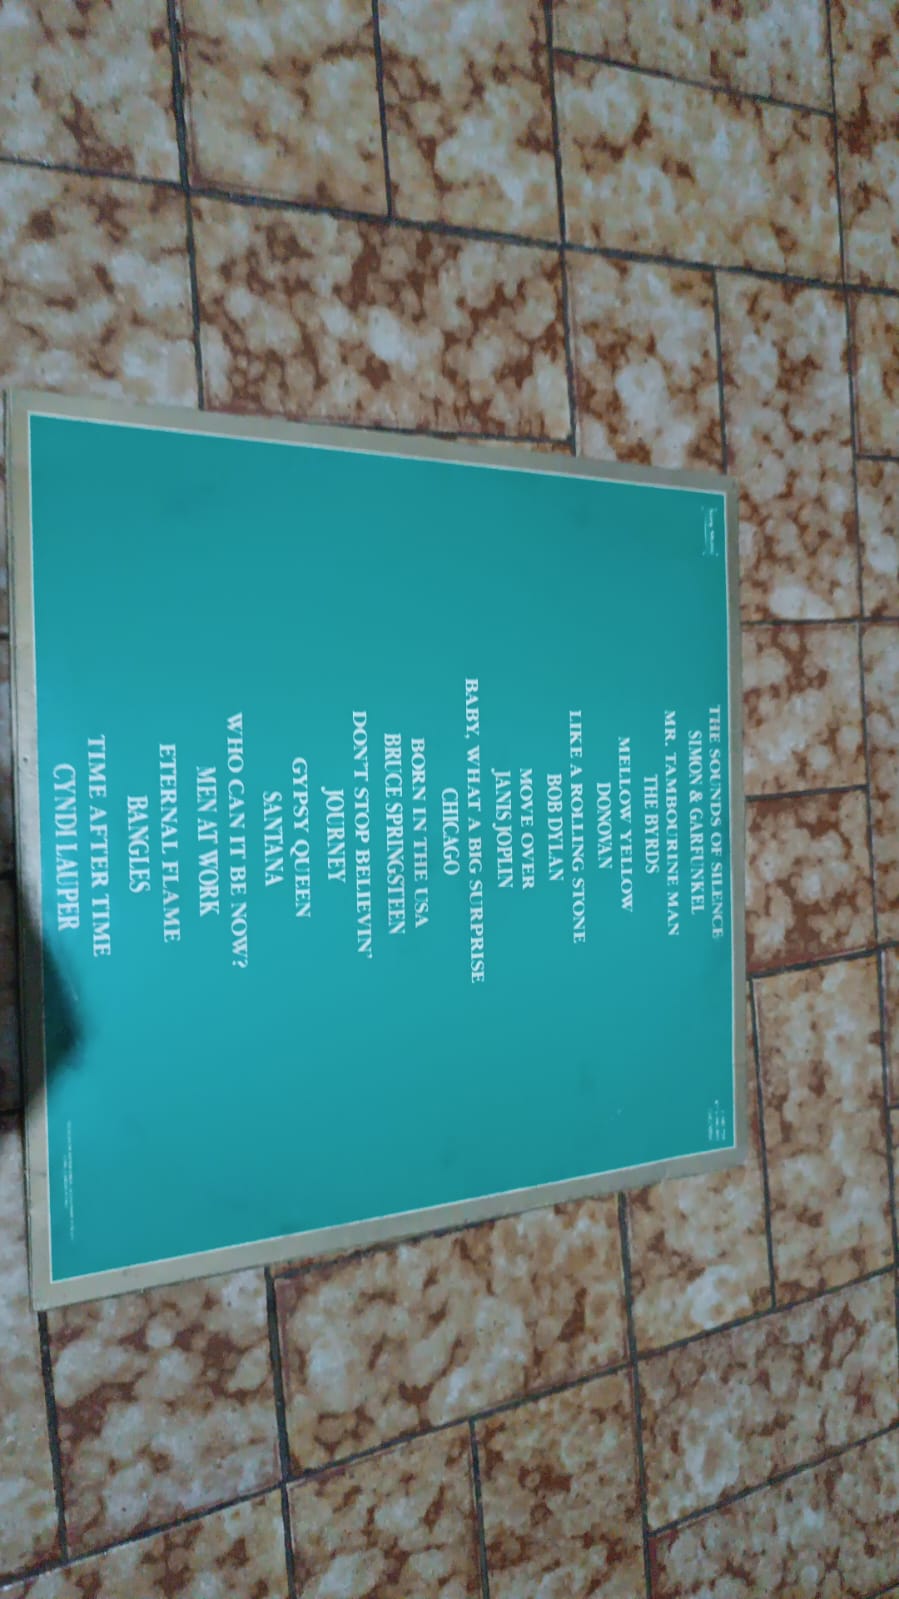 THE SOUNDS OF SILENCE
SIMON & GARFUNKEL
MR. TAMBOURINE MAN
THE BYRDS
MELLOW YELLOW
DONOVAN
LIKE A ROLLING STONE
BOB DYLAN
MOVE OVER
JANIS JOPLIN
BABY, WHAT A BIG SURPRISE
CHICAGO
BORN IN THE USA
BRUCE SPRINGSTEEN
DON'T STOP BELIEVIN'
JOURNEY
GYPSY QUEEN
SANTANA
WHO CAN IT BE NOW?
MEN AT WORK
ETERNAL FLAME
BANGLES
TIME AFTER TIME
CYNDI LAUPER